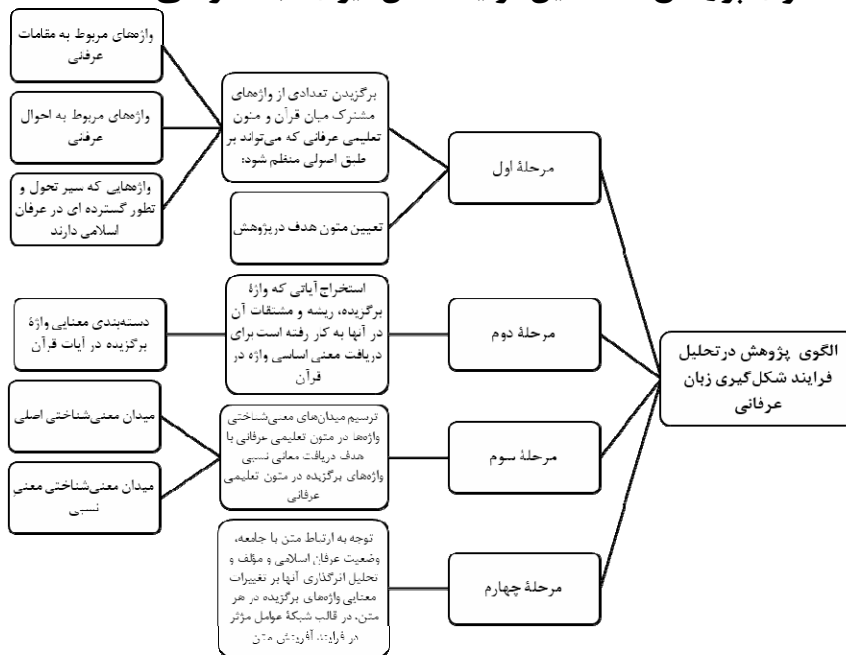 الگوی پژوهش در تحلیل
فرایند شکل‌گیری زبان
عرفانی
مرحلهٔ اول
برگزیدن تعدادی از واژه‌های
مشترک میان قرآن و متون
تعلیمی عرفانی که می‌تواند بر
طبق اصولی منظم شود:
واژه‌های مربوط به مقامات
عرفانی
واژه‌های مربوط به احوال
عرفانی
واژه‌هایی که سیر تحول و
تطور گسترده ای در عرفان
اسلامی دارند
تعیین متون هدف درپژوهش
مرحلهٔ دوم
استخراج آیاتی که واژهٔ
برگزیده، ریشه و مشتقات آن
در آنها به کار رفته است برای
دریافت معنی اساسی واژه در
قرآن
دسته‌بندی معنایی واژهٔ
برگزیده در آیات قرآن
مرحلهٔ سوم
ترسیم میدان‌های معنی‌شناختی
واژه‌ها در متون تعلیمی عرفانی با
هدف دریافت معانی نسبی
واژه‌های برگزیده در متون تعلیمی
عرفانی
میدان معنی‌شناختی اصلی
میدان معنی‌شناختی معنی
نسبی
مرحلهٔ چهارم
توجه به ارتباط متن با جامعه،
وضعیت عرفان اسلامی و مؤلف و
تحلیل اثرگذاری آنها بر تغییرات
معنایی واژه‌های برگزیده در هر
متن، در قالب شبکهٔ عوامل مؤثر
در فرایند آفرینش متن